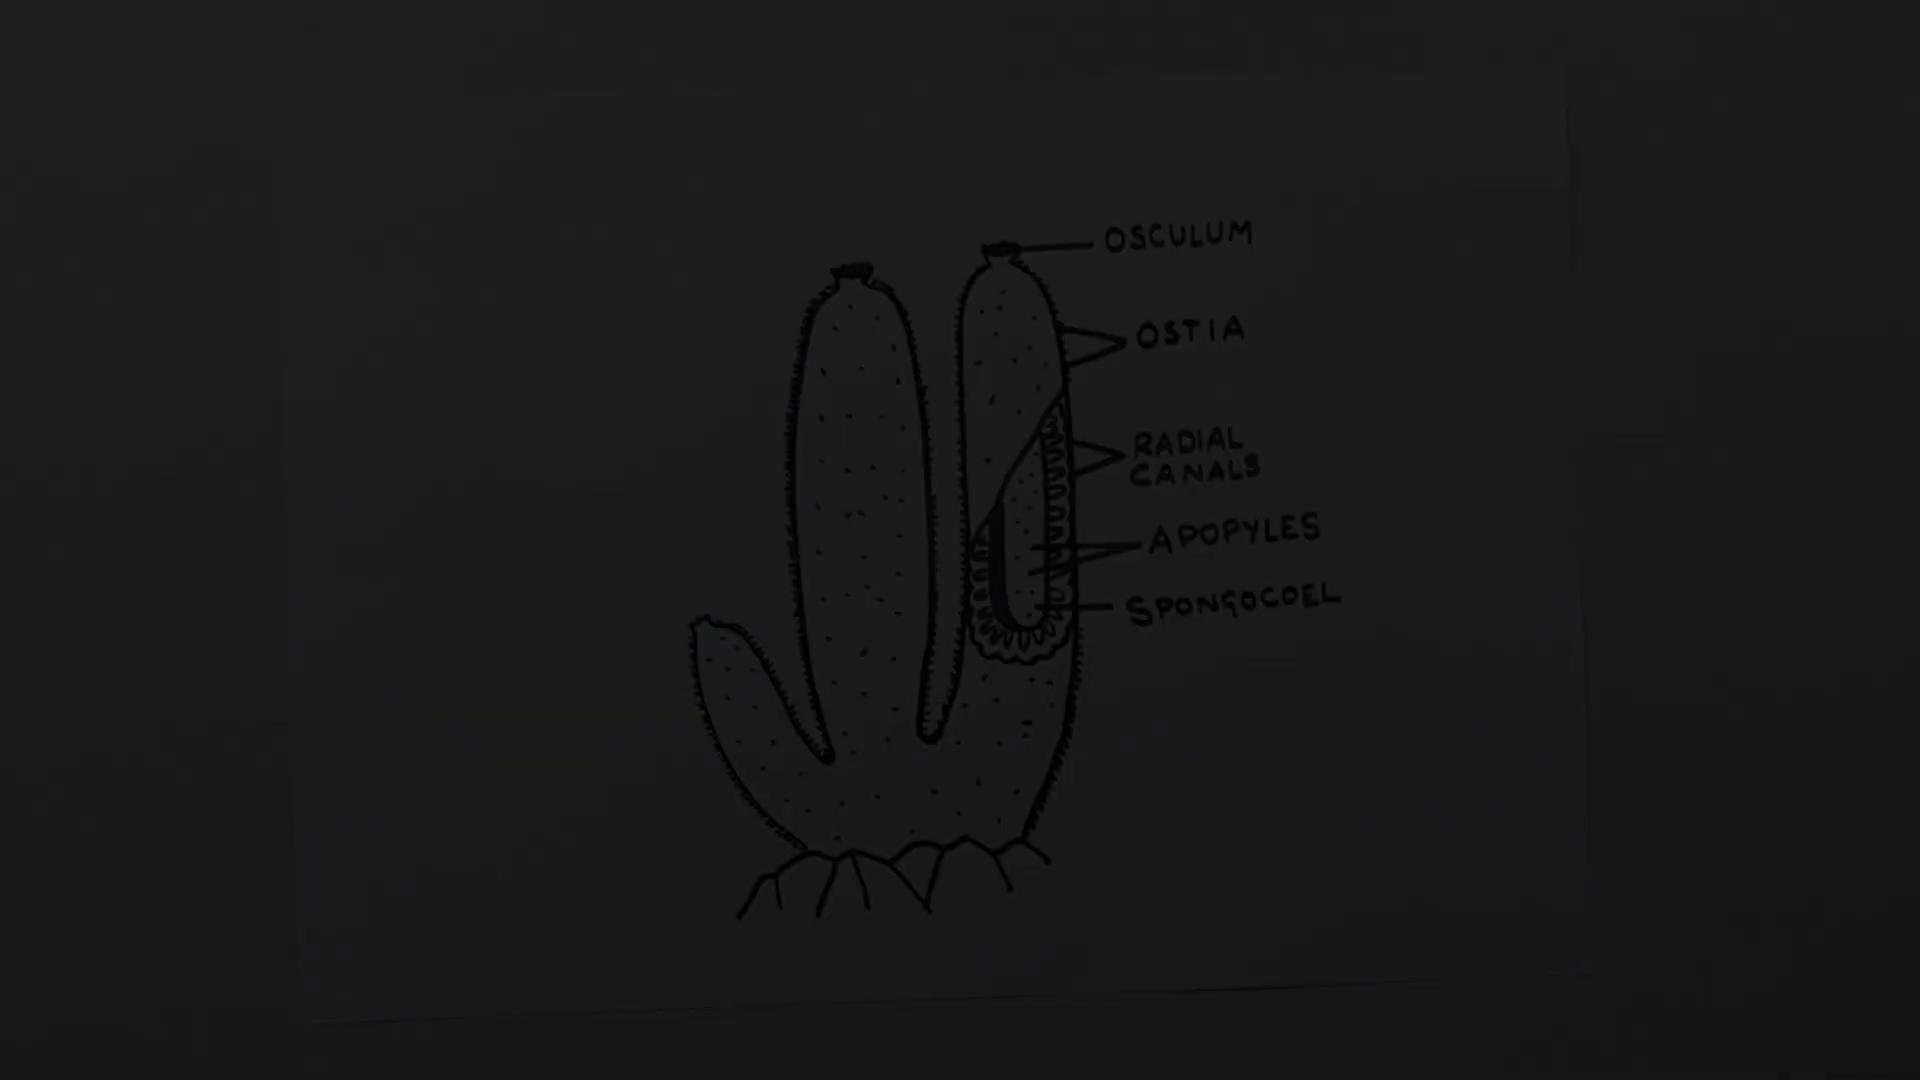 OSCULUM
OSTIA
RADIAL
CANALS
APOPYLES
SPONGOCOEL